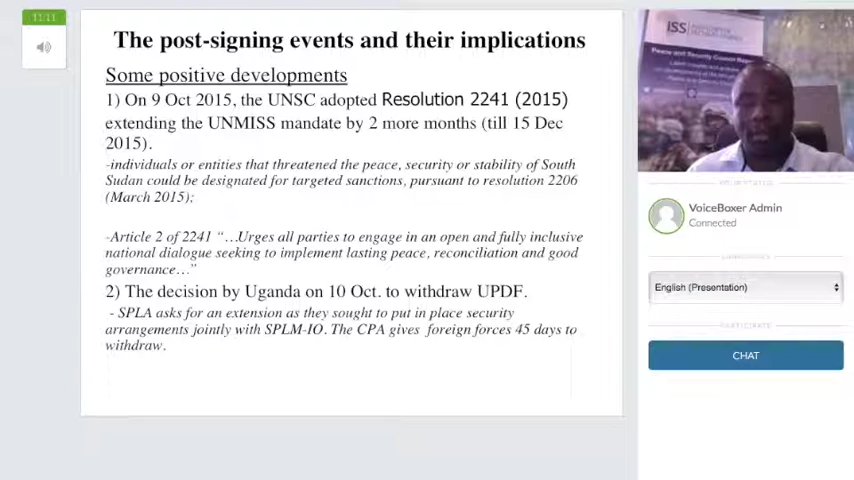 11/11
The post-signing events and their implications
Some positive developments
1) On 9 Oct 2015, the UNSC adopted Resolution 2241 (2015)
extending the UNMISS mandate by 2 more months (till 15 Dec
2015).
-individuals or entities that threatened the peace, security or stability of South
Sudan could be designated for targeted sanctions, pursuant to resolution 2206
(March 2015);
-Article 2 of 2241 “…Urges all parties to engage in an open and fully inclusive
national dialogue seeking to implement lasting peace, reconciliation and good
governance…”
2) The decision by Uganda on 10 Oct. to withdraw UPDF.
- SPLA asks for an extension as they sought to put in place security
arrangements jointly with SPLM-IO. The CPA gives foreign forces 45 days to
withdraw.
ISS
Peace and Security Council Report
VoiceBoxer Admin
Connected
English (Presentation)
PARTICIPATE
CHAT